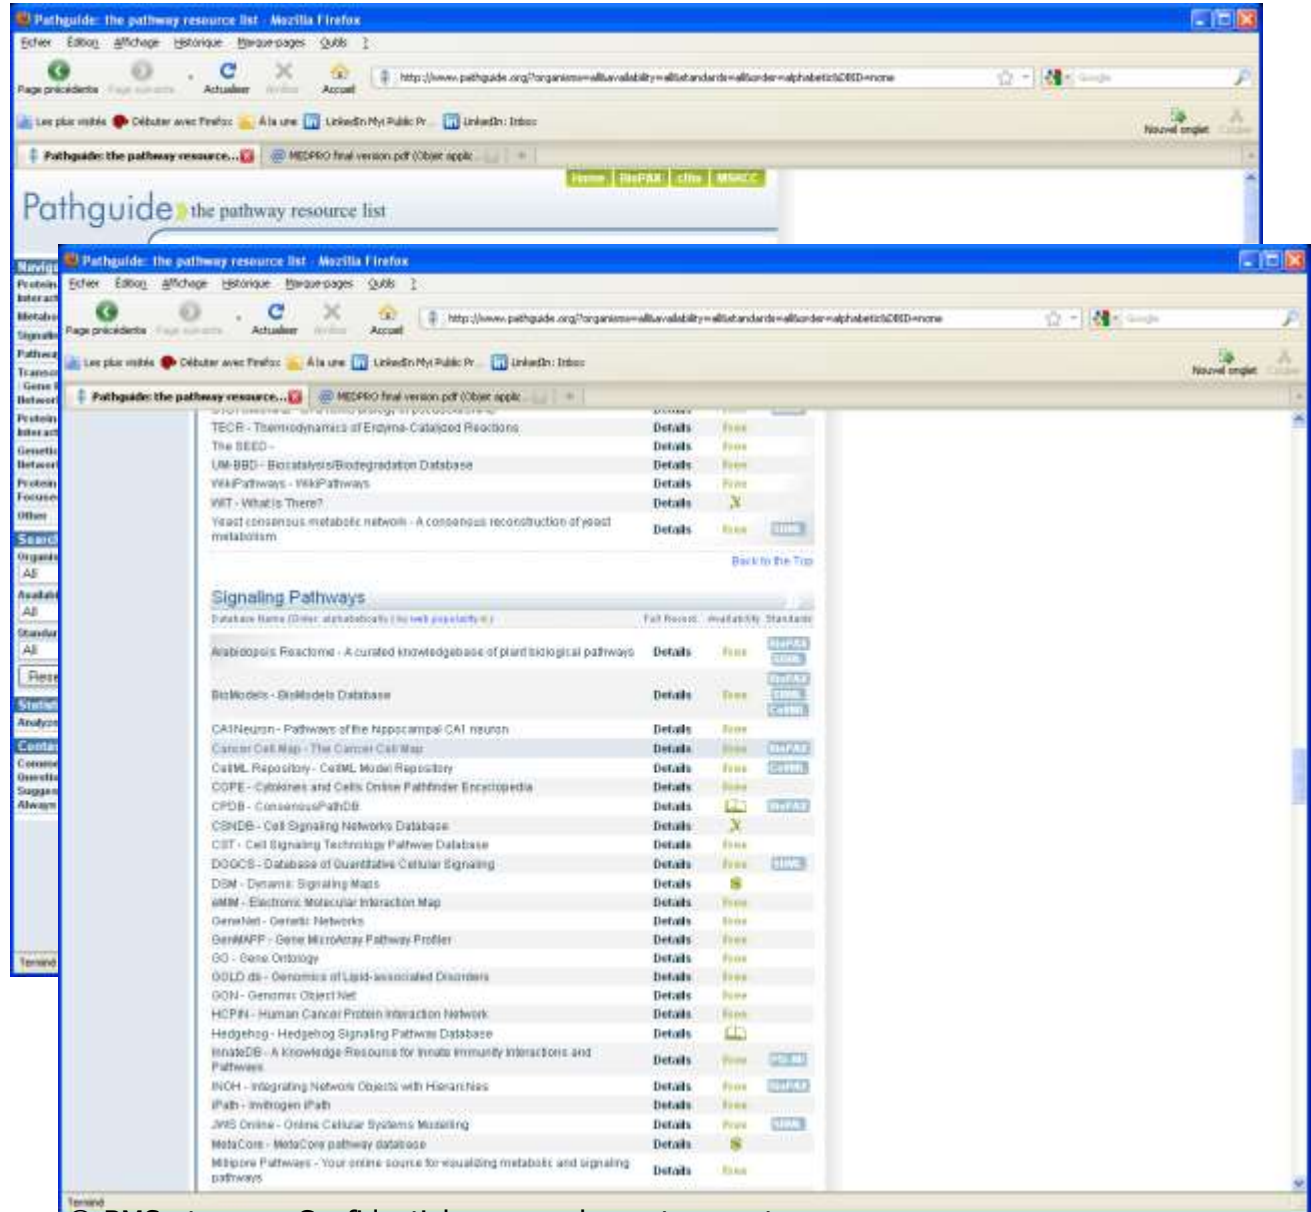 Pathguide: the pathway resource list - Mozilla Firefox
Fichier Édition Affichage Historique Marque-pages Outils ?
Page précédente Actualiser Accueil
http://www.pathguide.org/?organisms=all&availability=all&standards=all&order=alphabetic&DBID=none
Google
Les plus visités Débuter avec Firefox À la une LinkedIn My Public Pr... LinkedIn: Inbox
Nouvel onglet
Pathguide: the pathway resource... MEDPRO final version.pdf (Objet applic...
Home BioPAX cBio MSKCC
Pathguide» the pathway resource list
Pathguide: the pathway resource list - Mozilla Firefox
Fichier Édition Affichage Historique Marque-pages Outils ?
Page précédente Actualiser Accueil
http://www.pathguide.org/?organisms=all&availability=all&standards=all&order=alphabetic&DBID=none
Google
Les plus visités Débuter avec Firefox À la une LinkedIn My Public Pr... LinkedIn: Inbox
Nouvel onglet
Pathguide: the pathway resource... MEDPRO final version.pdf (Objet applic...
Protein
Interact
Other
All
All
All
TECR - Thermodynamics of Enzyme-Catalyzed Reactions Details Free
The SEED - Details Free
UM-BBD - Biocatalysis/Biodegradation Database Details Free
WikiPathways - WikiPathways Details Free
WIT - What Is There? Details X
Yeast consensus metabolic network - A consensus reconstruction of yeast metabolism Details Free SBML
Back to the Top
Signaling Pathways
Database Name (Order: alphabetically | by web popularity) Full Record Availability Standards
Arabidopsis Reactome - A curated knowledgebase of plant biological pathways Details Free BioPAX SBML
BioModels - BioModels Database Details Free BioPAX SBML CellML
CA1Neuron - Pathways of the hippocampal CA1 neuron Details Free
Cancer Cell Map - The Cancer Cell Map Details Free BioPAX
CellML Repository - CellML Model Repository Details Free CellML
COPE - Cytokines and Cells Online Pathfinder Encyclopedia Details Free
CPDB - ConsensusPathDB Details BioPAX
CSNDB - Cell Signaling Networks Database Details X
CST - Cell Signaling Technology Pathway Database Details Free
DOQCS - Database of Quantitative Cellular Signaling Details Free SBML
DSM - Dynamic Signaling Maps Details $
eMIM - Electronic Molecular Interaction Map Details Free
GeneNet - Genetic Networks Details Free
GenMAPP - Gene MicroArray Pathway Profiler Details Free
GO - Gene Ontology Details Free
GOLD.db - Genomics of Lipid-associated Disorders Details Free
GON - Genomic Object Net Details Free
HCPIN - Human Cancer Protein Interaction Network Details Free
Hedgehog - Hedgehog Signaling Pathway Database Details
InnateDB - A Knowledge Resource for Innate Immunity Interactions and Pathways Details Free PSI-MI
INOH - Integrating Network Objects with Hierarchies Details Free BioPAX
iPath - Invitrogen iPath Details Free
JWS Online - Online Cellular Systems Modelling Details Free SBML
MetaCore - MetaCore pathway database Details $
Millipore Pathways - Your online source for visualizing metabolic and signaling pathways Details Free
Terminé
Terminé